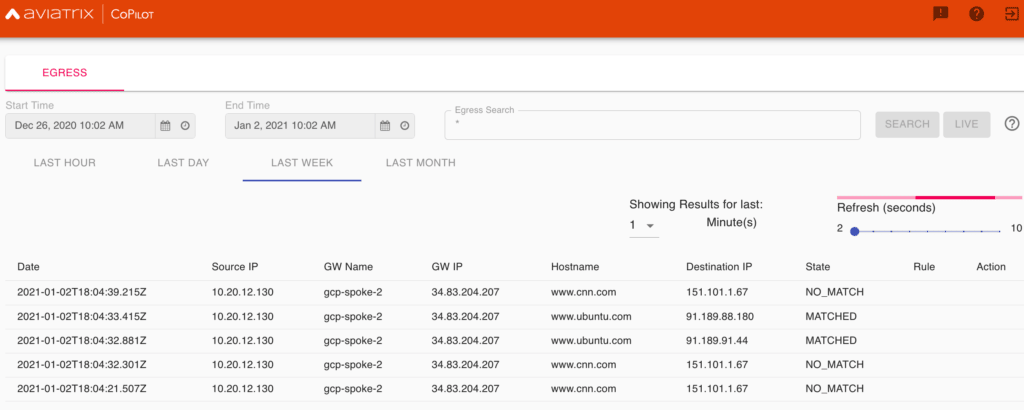 aviatrix CoPilot
EGRESS
Start Time End Time Egress Search
Dec 26, 2020 10:02 AM Jan 2, 2021 10:02 AM * SEARCH LIVE
LAST HOUR LAST DAY LAST WEEK LAST MONTH
Showing Results for last: Refresh (seconds)
1 Minute(s) 2 10
Date Source IP GW Name GW IP Hostname Destination IP State Rule Action
2021-01-02T18:04:39.215Z 10.20.12.130 gcp-spoke-2 34.83.204.207 www.cnn.com 151.101.1.67 NO_MATCH
2021-01-02T18:04:33.415Z 10.20.12.130 gcp-spoke-2 34.83.204.207 www.ubuntu.com 91.189.88.180 MATCHED
2021-01-02T18:04:32.881Z 10.20.12.130 gcp-spoke-2 34.83.204.207 www.ubuntu.com 91.189.91.44 MATCHED
2021-01-02T18:04:32.301Z 10.20.12.130 gcp-spoke-2 34.83.204.207 www.cnn.com 151.101.1.67 NO_MATCH
2021-01-02T18:04:21.507Z 10.20.12.130 gcp-spoke-2 34.83.204.207 www.cnn.com 151.101.1.67 NO_MATCH